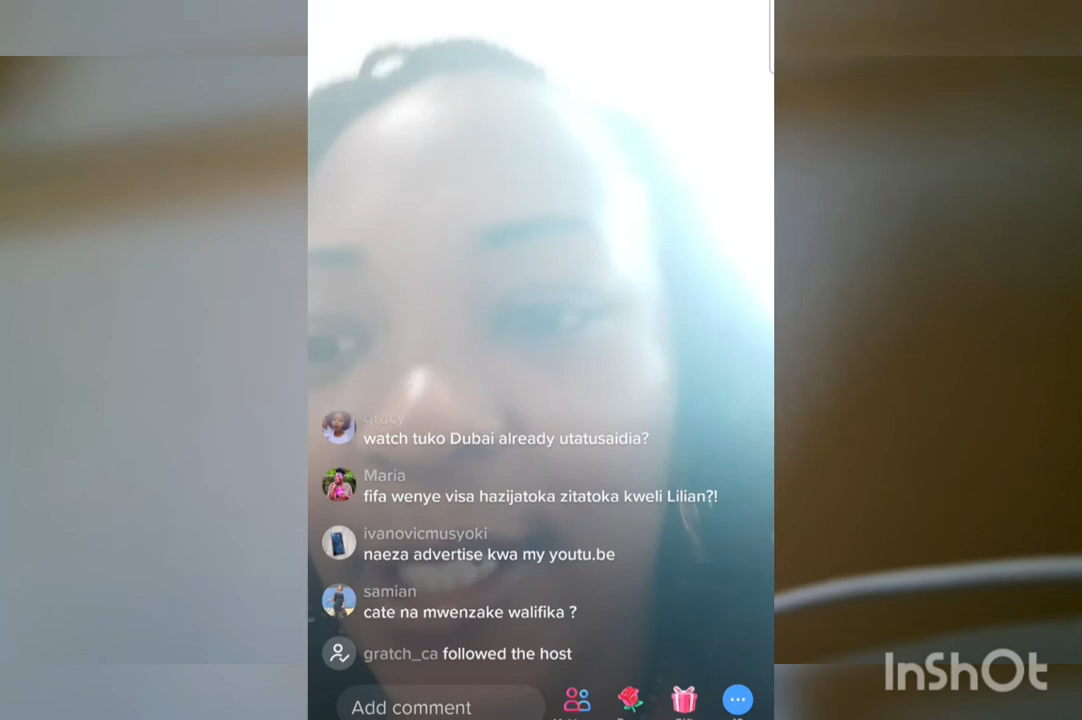 gracy
watch tuko Dubai already utatusaidia?
Maria
fifa wenye visa hazijatoka zitatoka kweli Lilian?!
ivanovicmusyoki
naeza advertise kwa my youtu.be
samian
cate na mwenzake walifika ?
gratch_ca followed the host
Add comment
InShOt